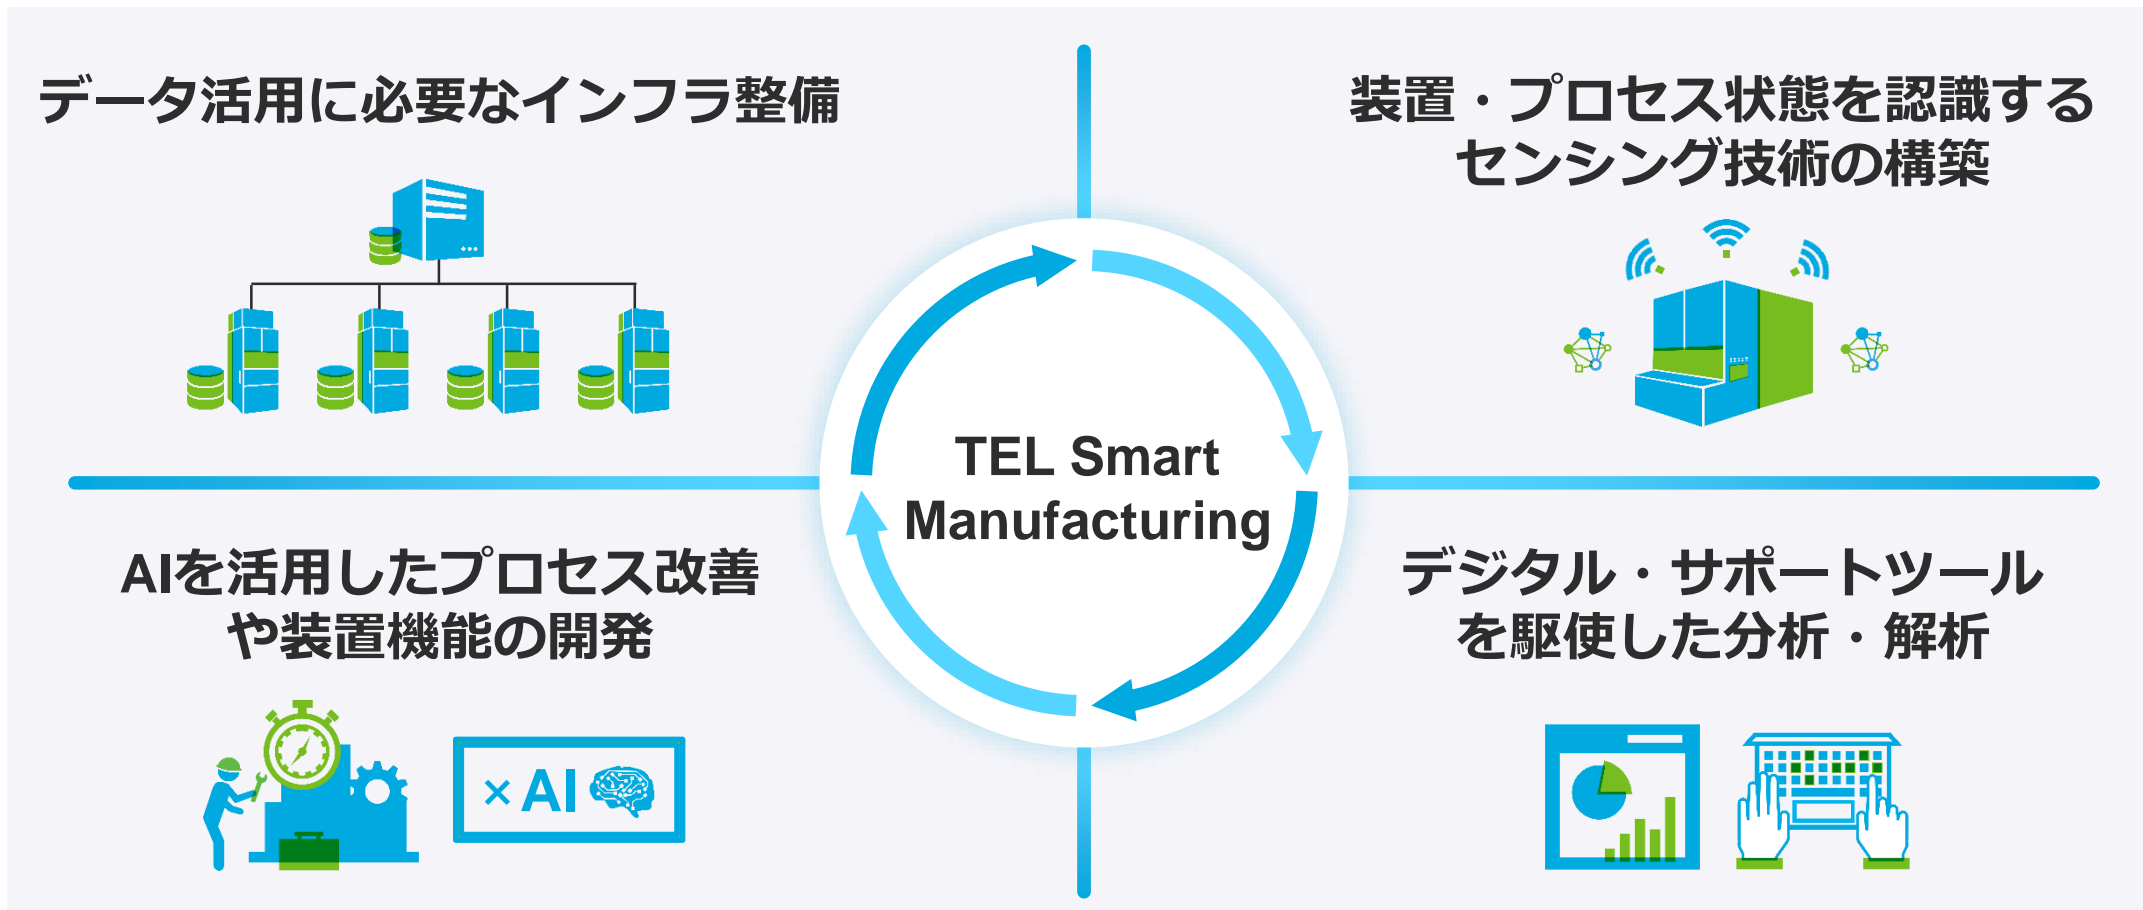 データ活用に必要なインフラ整備
装置・プロセス状態を認識する
センシング技術の構築
TEL Smart
Manufacturing
AIを活用したプロセス改善
や装置機能の開発
× AI
デジタル・サポートツール
を駆使した分析・解析